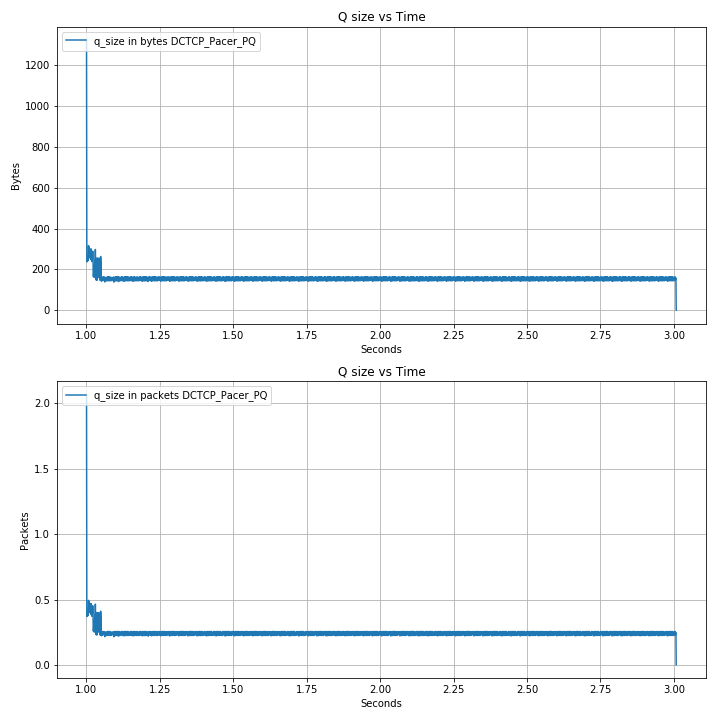 Q size vs Time
q_size in bytes DCTCP_Pacer_PQ
1200
1000
800
600
400
200
0
Bytes
1.00 1.25 1.50 1.75 2.00 2.25 2.50 2.75 3.00
Seconds
Q size vs Time
q_size in packets DCTCP_Pacer_PQ
2.0
1.5
1.0
0.5
0.0
Packets
1.00 1.25 1.50 1.75 2.00 2.25 2.50 2.75 3.00
Seconds